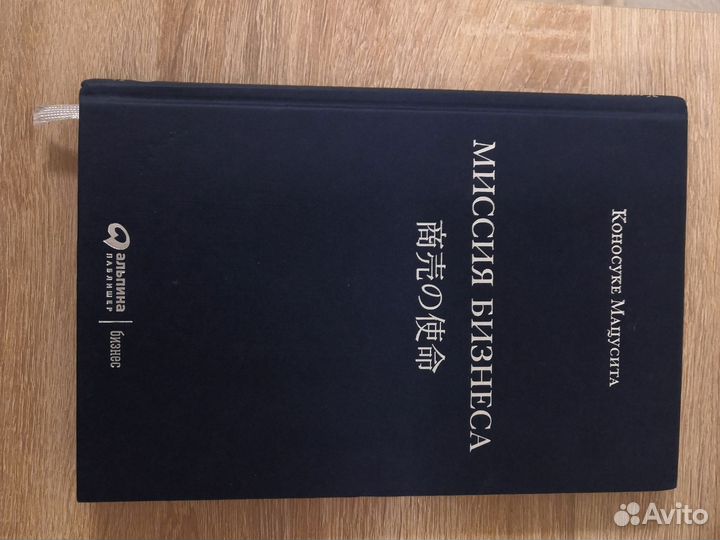 Коносуке Мацусита
МИССИЯ БИЗНЕСА
商売の使命
альпина
ПАБЛИШЕР
бизнес
Avito